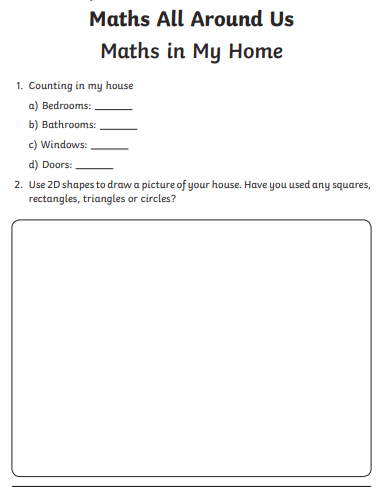 Maths All Around Us
Maths in My Home
1. Counting in my house
a) Bedrooms: ______
b) Bathrooms: ______
c) Windows: ______
d) Doors: ______
2. Use 2D shapes to draw a picture of your house. Have you used any squares,
rectangles, triangles or circles?